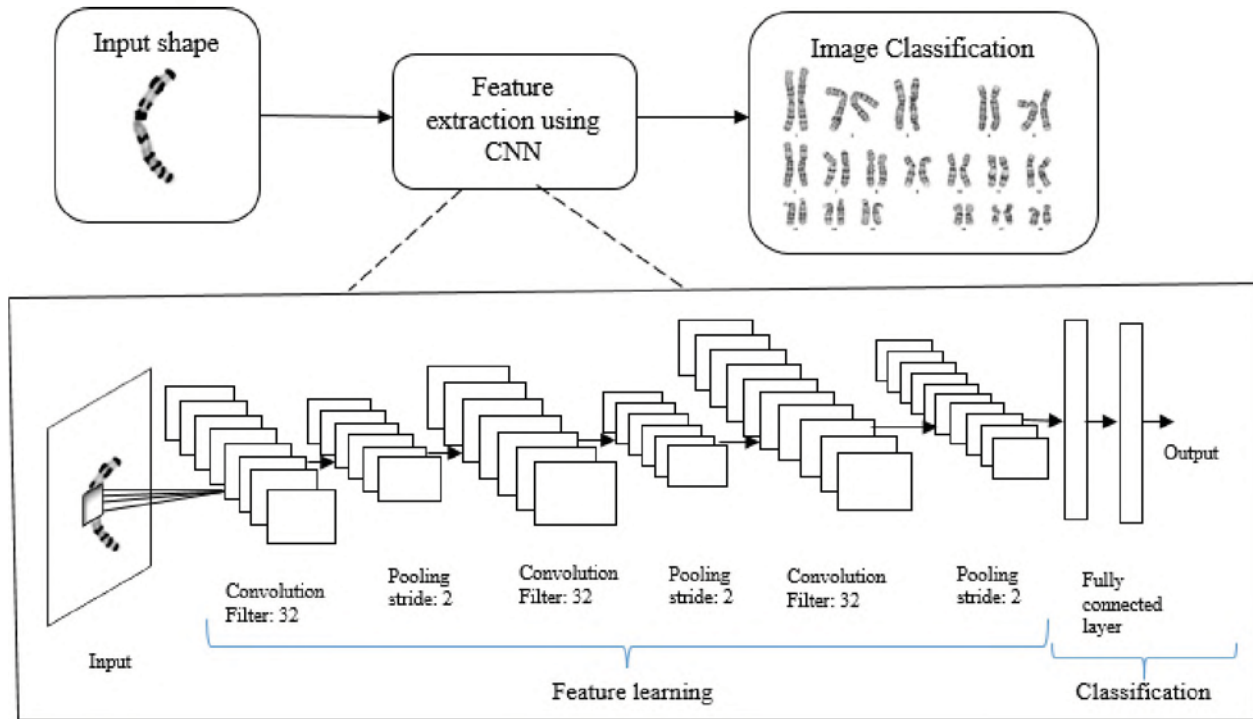 Input shape
Feature
extraction using
CNN
Image Classification
Output
Convolution
Filter: 32
Pooling
stride: 2
Convolution
Filter: 32
Pooling
stride: 2
Convolution
Filter: 32
Pooling
stride: 2
Fully
connected
layer
Input
Feature learning
Classification